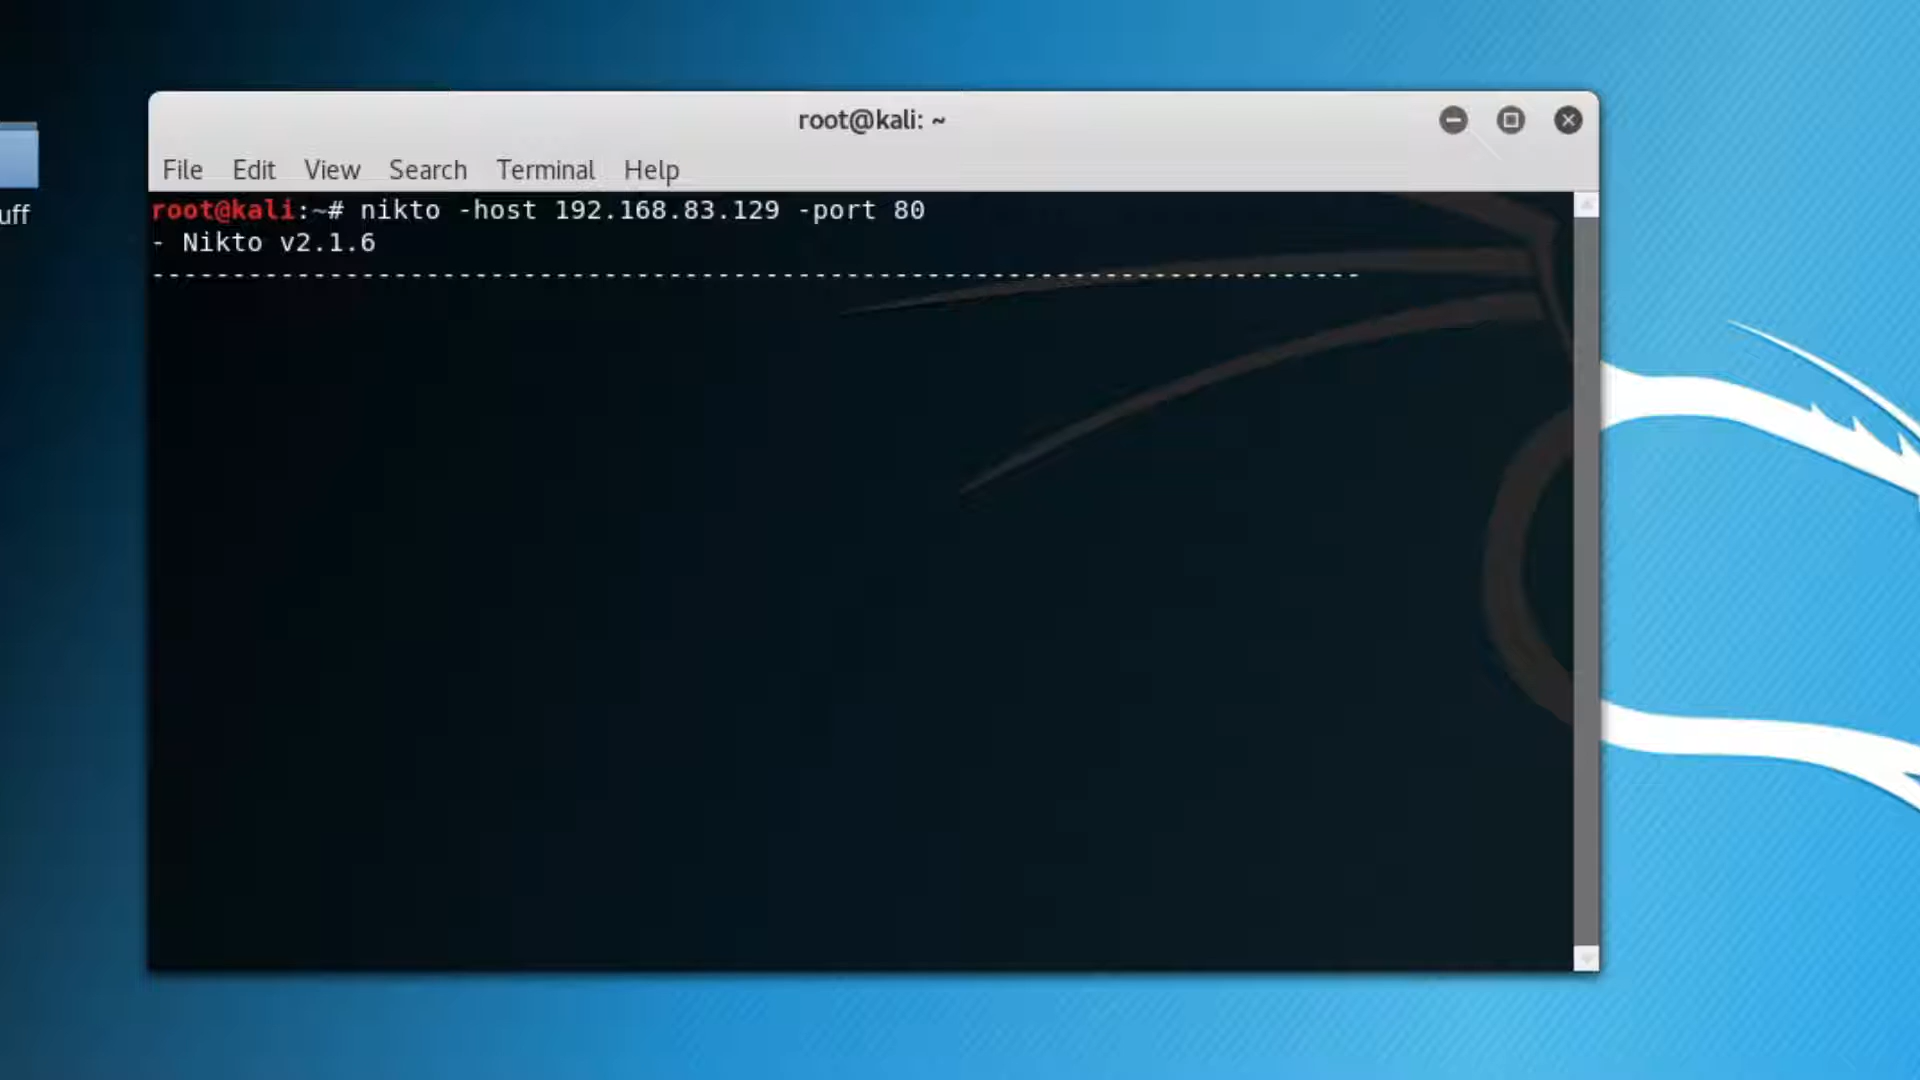 root@kali: ~
File Edit View Search Terminal Help
uff
root@kali:~# nikto -host 192.168.83.129 -port 80
- Nikto v2.1.6
---------------------------------------------------------------------------